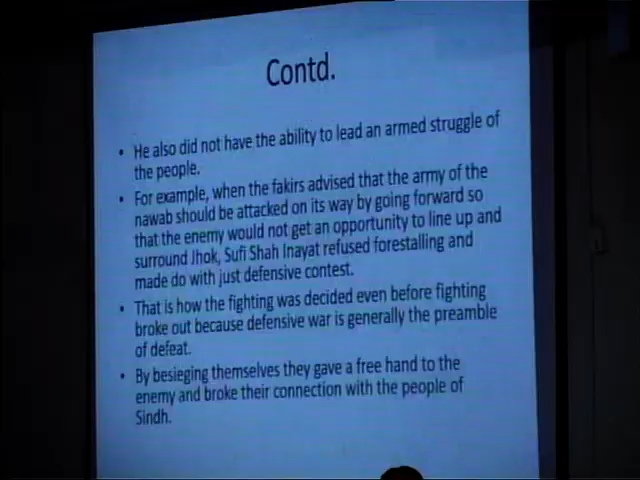 Contd.
• He also did not have the ability to lead an armed struggle of
the people.
• For example, when the fakirs advised that the army of the
nawab should be attacked on its way by going forward so
that the enemy would not get an opportunity to line up and
surround Jhok, Sufi Shah Inayat refused forestalling and
made do with just defensive contest.
• That is how the fighting was decided even before fighting
broke out because defensive war is generally the preamble
of defeat.
• By besieging themselves they gave a free hand to the
enemy and broke their connection with the people of
Sindh.